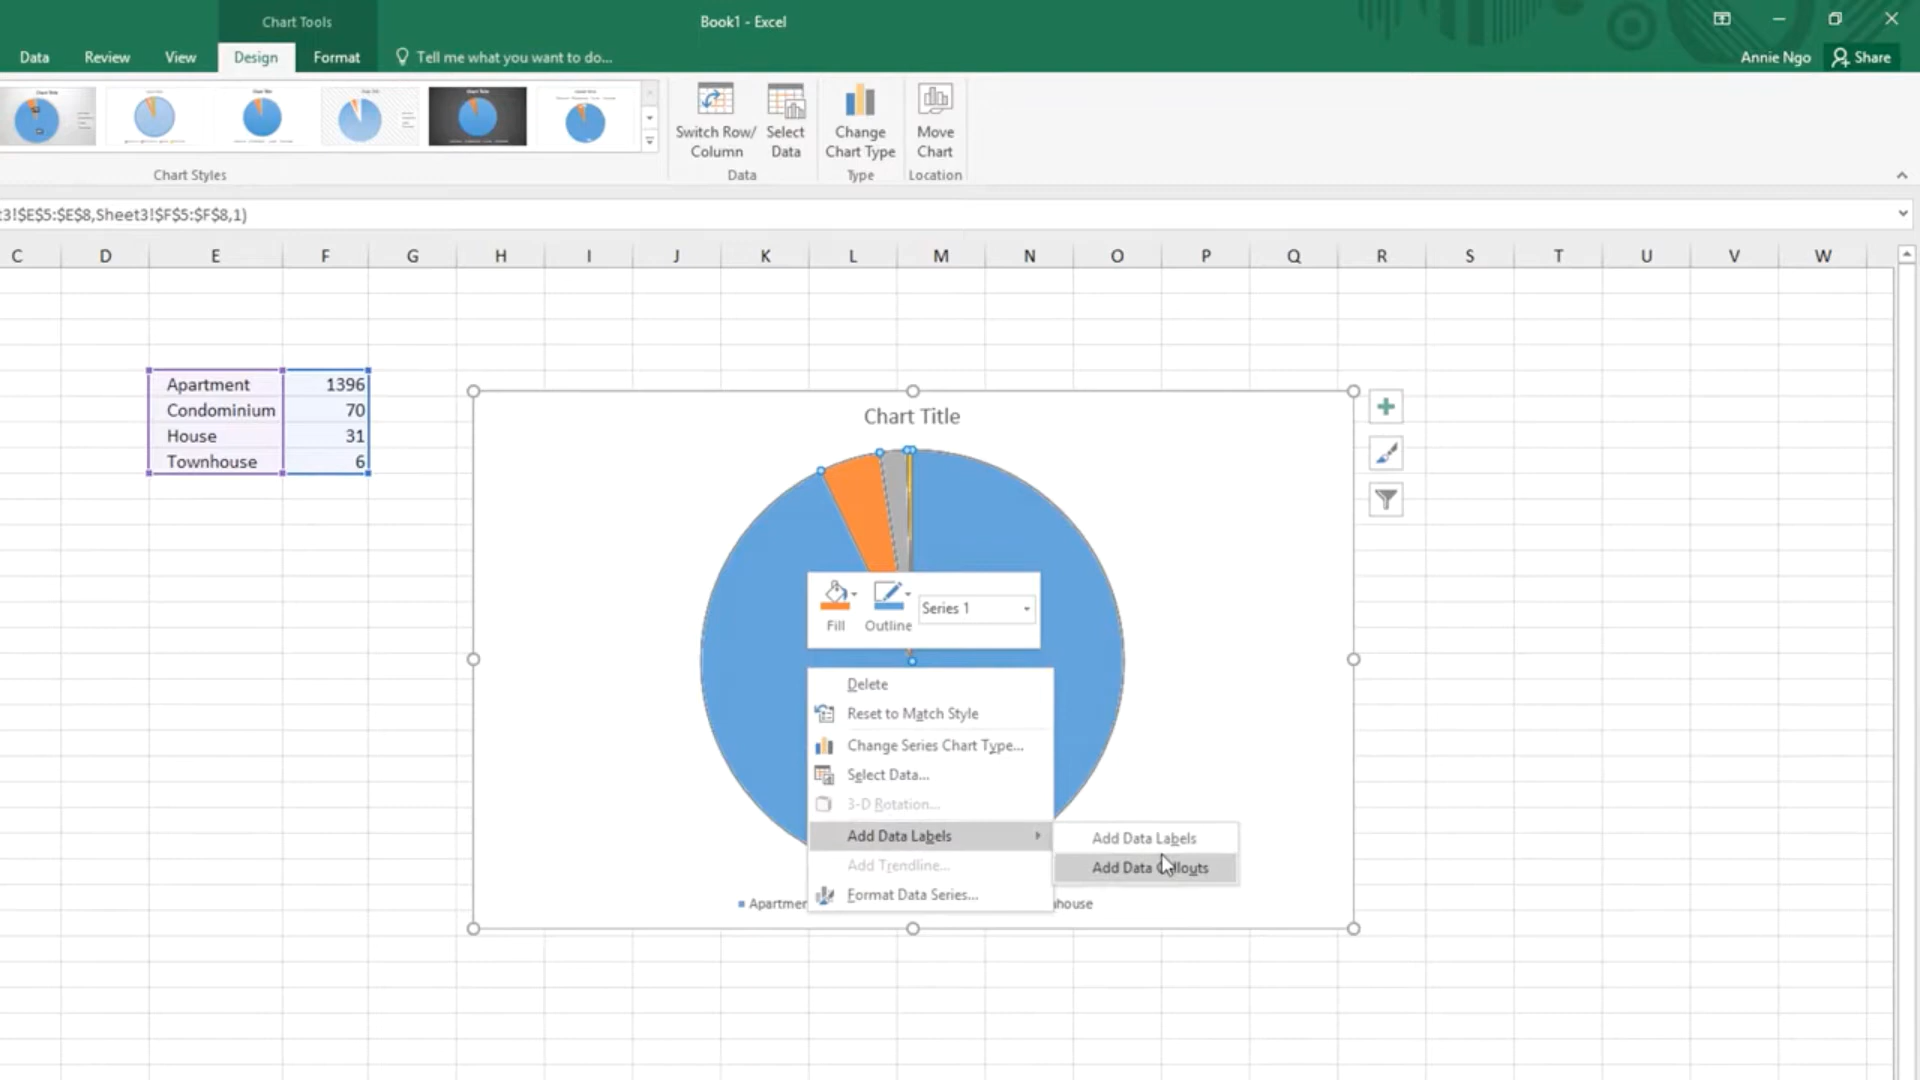 Chart Tools
Book1 - Excel
Data Review View Design Format Tell me what you want to do...
Annie Ngo Share
Switch Row/
Column
Select
Data
Change
Chart Type
Move
Chart
Chart Styles
Data
Type
Location
3!$E$5:$E$8,Sheet3!$F$5:$F$8,1)
C D E F G H I J K L M N O P Q R S T U V W
Apartment 1396
Condominium 70
House 31
Townhouse 6
Chart Title
Fill
Outline
Series 1
Delete
Reset to Match Style
Change Series Chart Type...
Select Data...
3-D Rotation...
Add Data Labels
Add Trendline...
Format Data Series...
Add Data Labels
Add Data Callouts
Apartmen
house